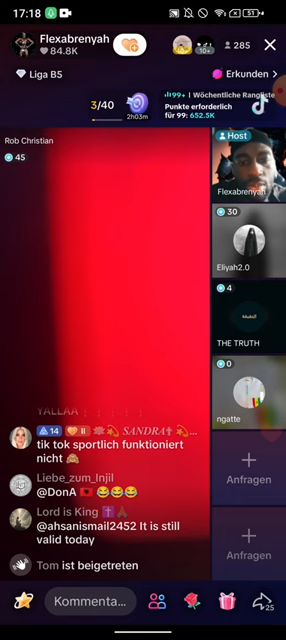 17:18
51
Flexabrenyah
84.8K
10+
285
Liga B5
Erkunden >
3/40
2h03m
99+ | Wöchentliche Rangliste
Punkte erforderlich
für 99: 652.5K
Rob Christian
45
Host
Flexabrenyah
30
Eliyah2.0
4
THE TRUTH
0
ngatte
Anfragen
Anfragen
YALLAA
14 II SANDRA✝ ...
tik tok sportlich funktioniert
nicht 🙈
Liebe_zum_Injil
@DonA 🇦🇱 😂😂😂
Lord is King ✝️🙏
@ahsanismail2452 It is still
valid today
Tom ist beigetreten
Kommenta...
25